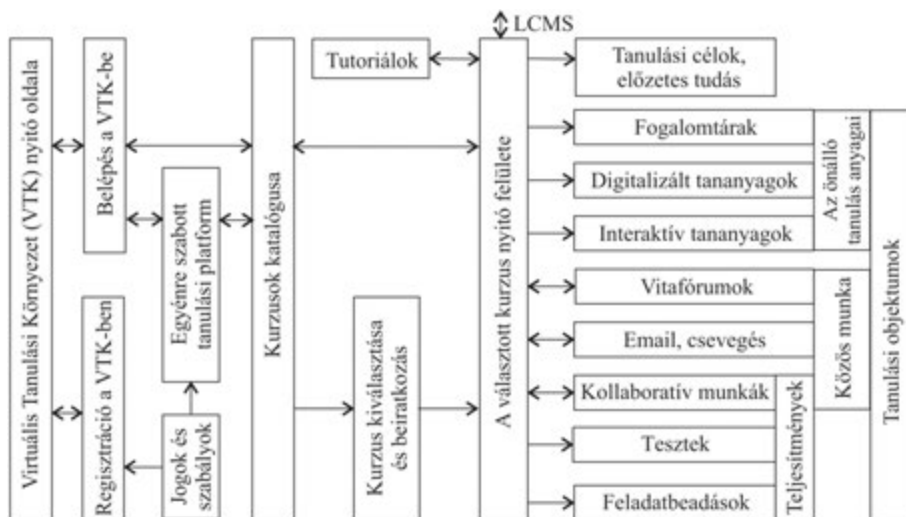 LCMS
Virtuális Tanulási Környezet (VTK) nyitó oldala
Belépés a VTK-be
Regisztráció a VTK-ben
Egyénre szabott
tanulási platform
Jogok és
szabályok
Kurzusok katalógusa
Tutoriálok
Kurzus kiválasztása
és beiratkozás
A választott kurzus nyitó felülete
Tanulási célok,
előzetes tudás
Fogalomtárak
Digitalizált tananyagok
Interaktív tananyagok
Vitafórumok
Email, csevegés
Kollaboratív munkák
Tesztek
Feladatbeadások
Az önálló
tanulás anyagai
Közös munka
Teljesítmények
Tanulási objektumok